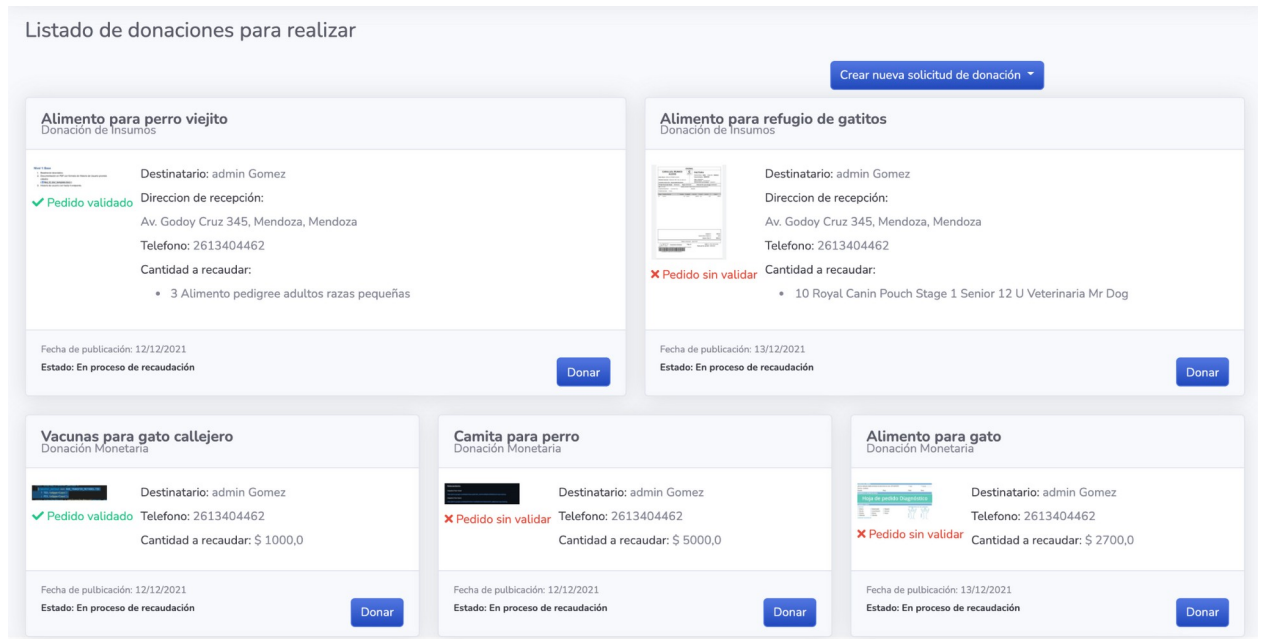 Listado de donaciones para realizar
Crear nueva solicitud de donación
Alimento para perro viejito
Donación de Insumos
Destinatario: admin Gomez
Direccion de recepción:
✓ Pedido validado
Av. Godoy Cruz 345, Mendoza, Mendoza
Telefono: 2613404462
Cantidad a recaudar:
• 3 Alimento pedigree adultos razas pequeñas
Fecha de publicación: 12/12/2021
Estado: En proceso de recaudación
Donar
Alimento para refugio de gatitos
Donación de Insumos
Destinatario: admin Gomez
Direccion de recepción:
Av. Godoy Cruz 345, Mendoza, Mendoza
Telefono: 2613404462
✕ Pedido sin validar
Cantidad a recaudar:
• 10 Royal Canin Pouch Stage 1 Senior 12 U Veterinaria Mr Dog
Fecha de publicación: 13/12/2021
Estado: En proceso de recaudación
Donar
Vacunas para gato callejero
Donación Monetaria
Destinatario: admin Gomez
✓ Pedido validado
Telefono: 2613404462
Cantidad a recaudar: $ 1000,0
Fecha de pulbicación: 12/12/2021
Estado: En proceso de recaudación
Donar
Camita para perro
Donación Monetaria
Destinatario: admin Gomez
✕ Pedido sin validar
Telefono: 2613404462
Cantidad a recaudar: $ 5000,0
Fecha de pulbicación: 12/12/2021
Estado: En proceso de recaudación
Donar
Alimento para gato
Donación Monetaria
Hoja de pedido Diagnóstico
Destinatario: admin Gomez
Telefono: 2613404462
✕ Pedido sin validar
Cantidad a recaudar: $ 2700,0
Fecha de pulbicación: 13/12/2021
Estado: En proceso de recaudación
Donar